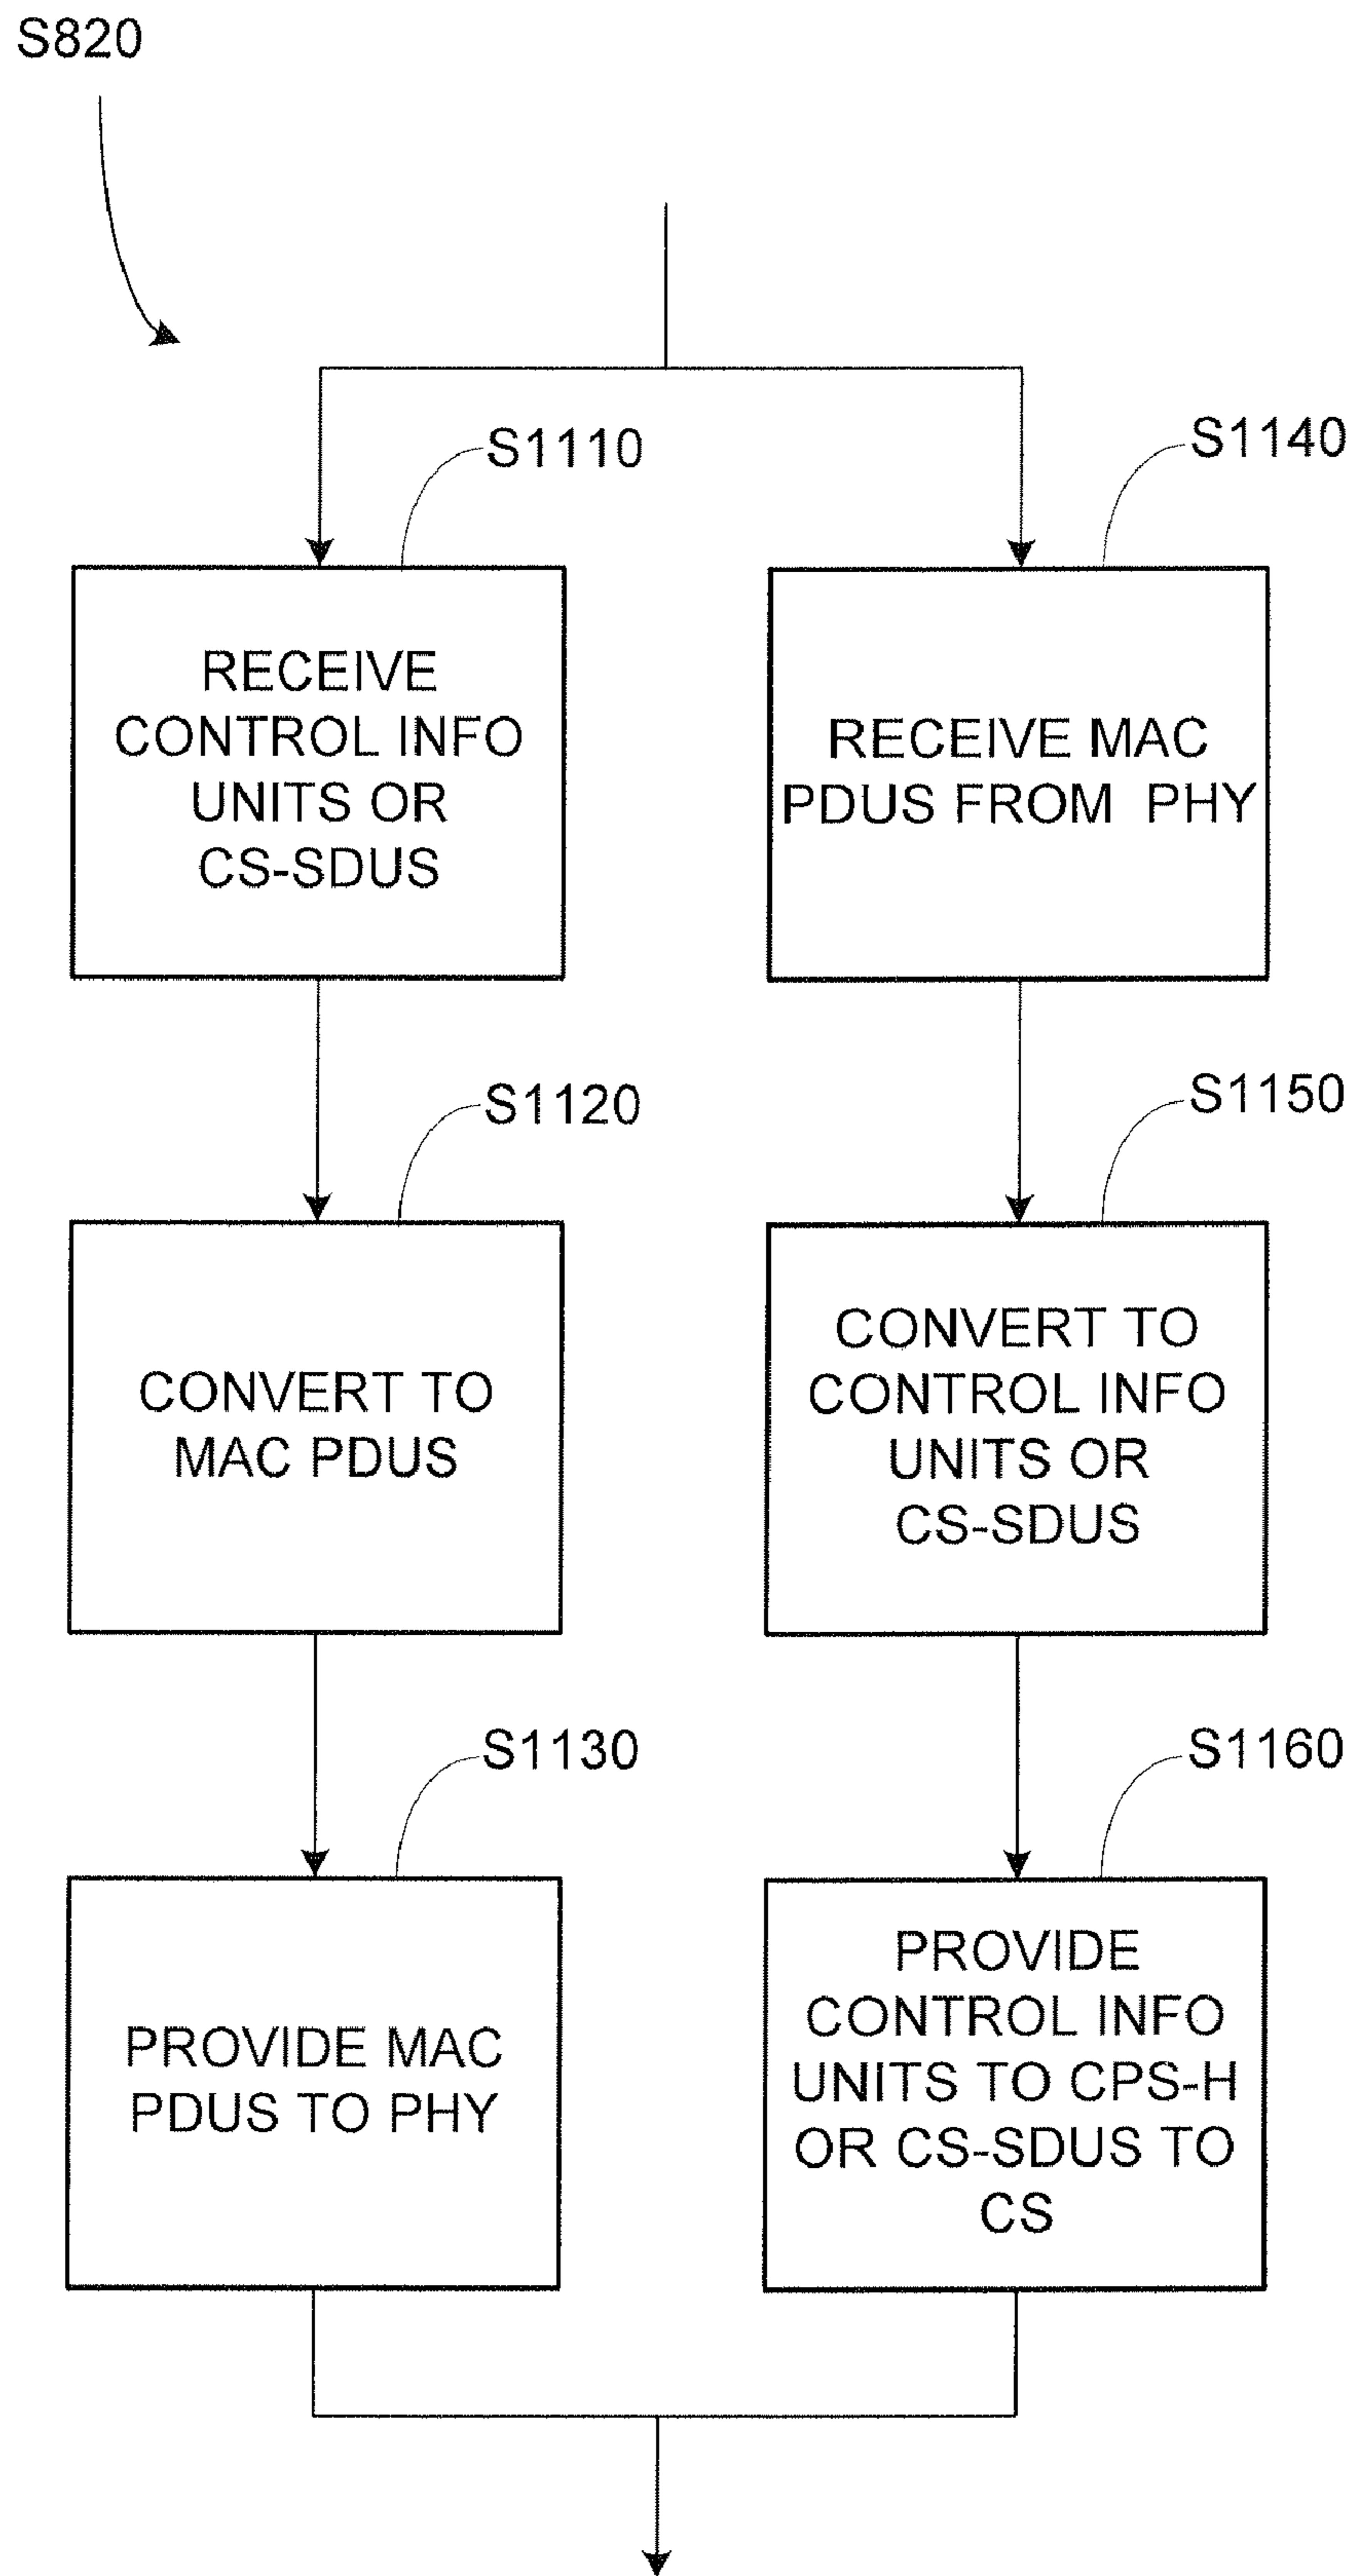 S820
S1110
RECEIVE
CONTROL INFO
UNITS OR
CS-SDUS
S1120
CONVERT TO
MAC PDUS
S1130
PROVIDE MAC
PDUS TO PHY
S1140
RECEIVE MAC
PDUS FROM PHY
S1150
CONVERT TO
CONTROL INFO
UNITS OR
CS-SDUS
S1160
PROVIDE
CONTROL INFO
UNITS TO CPS-H
OR CS-SDUS TO
CS